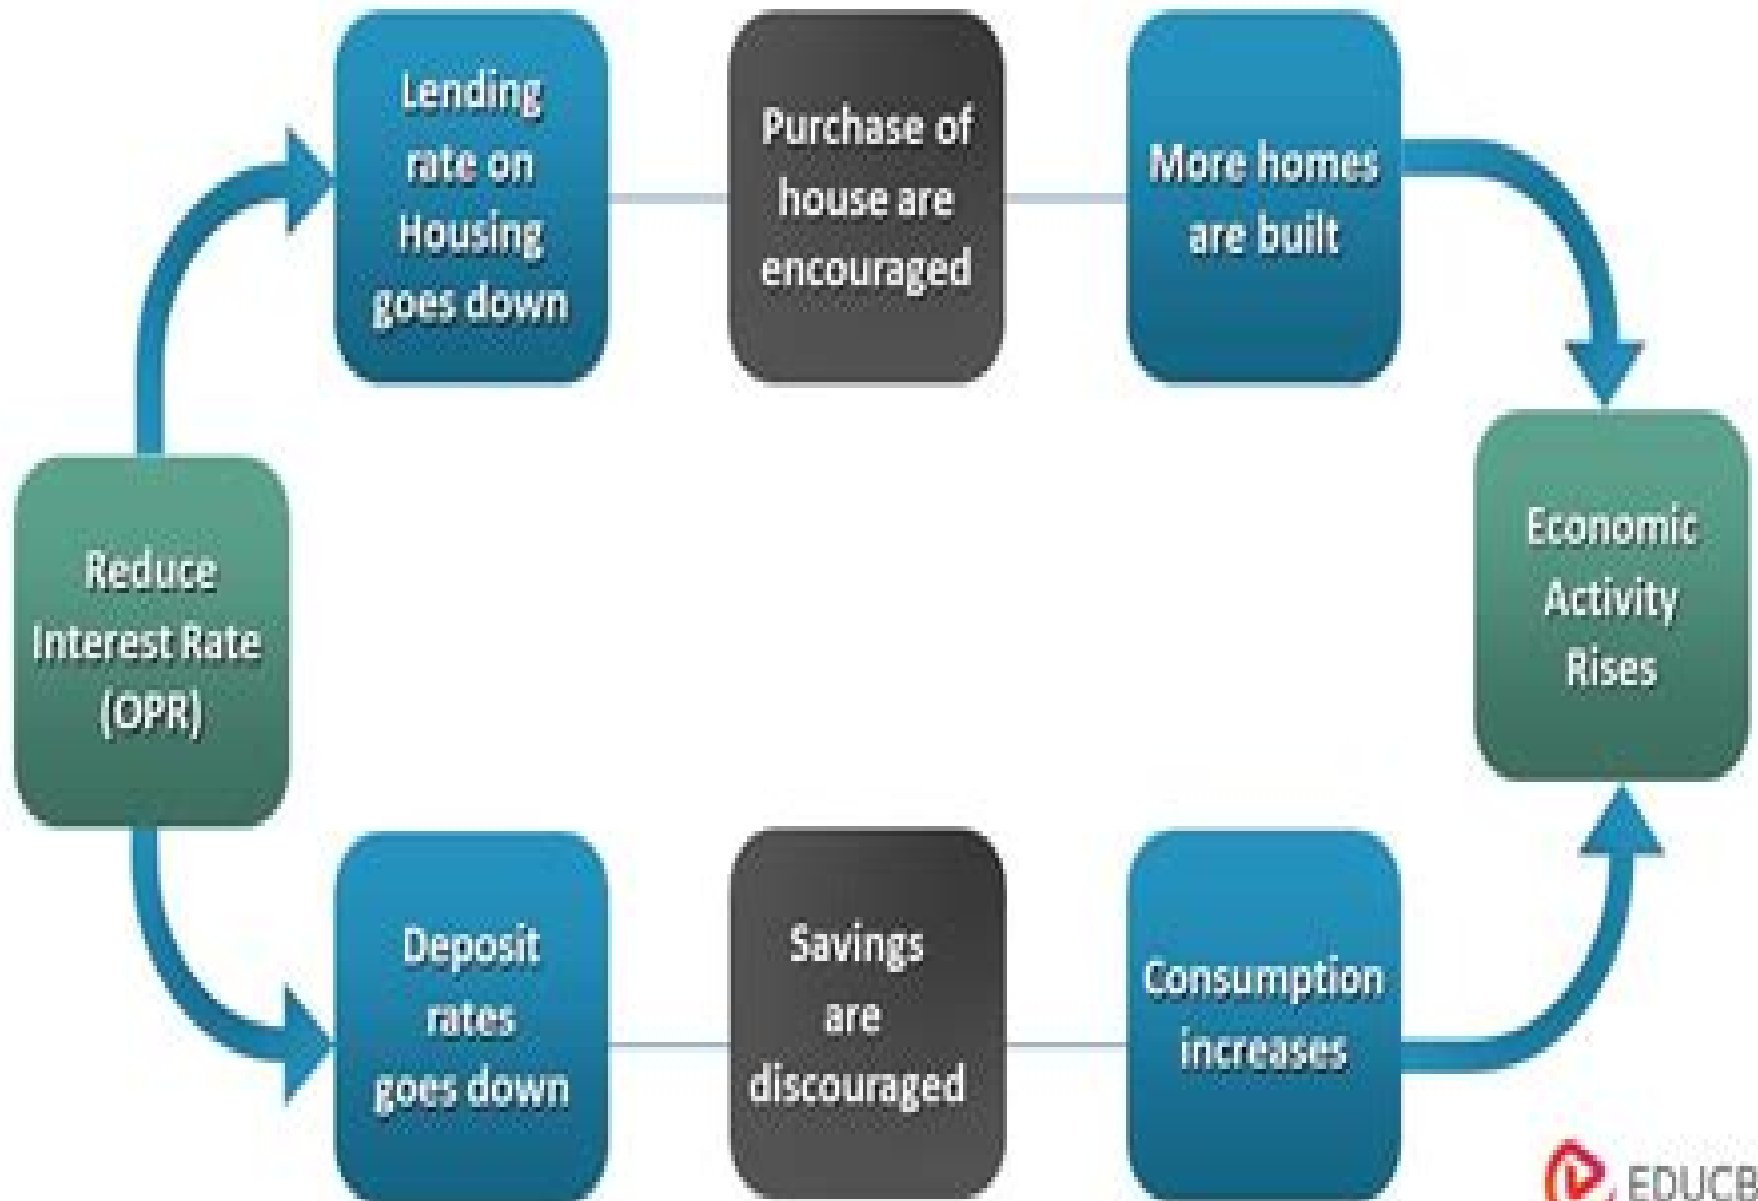 Lending
rate on
Housing
goes down
Purchase of
house are
encouraged
More homes
are built
Reduce
Interest Rate
(OPR)
Economic
Activity
Rises
Deposit
rates
goes down
Savings
are
discouraged
Consumption
increases
EDUCB